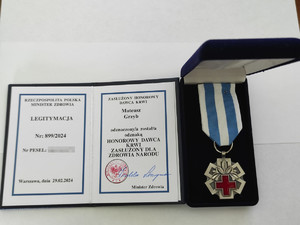 RZECZPOSPOLITA POLSKA
MINISTER ZDROWIA
LEGITYMACJA
Nr: 899/2024
Nr PESEL:
Warszawa, dnia 29.02.2024
ZASŁUŻONY HONOROWY
DAWCA KRWI
Mateusz
Grzyb
odznaczony/a został/a
odznaką
HONOROWY DAWCA
KRWI
ZASŁUŻONY DLA
ZDROWIA NARODU
Minister Zdrowia